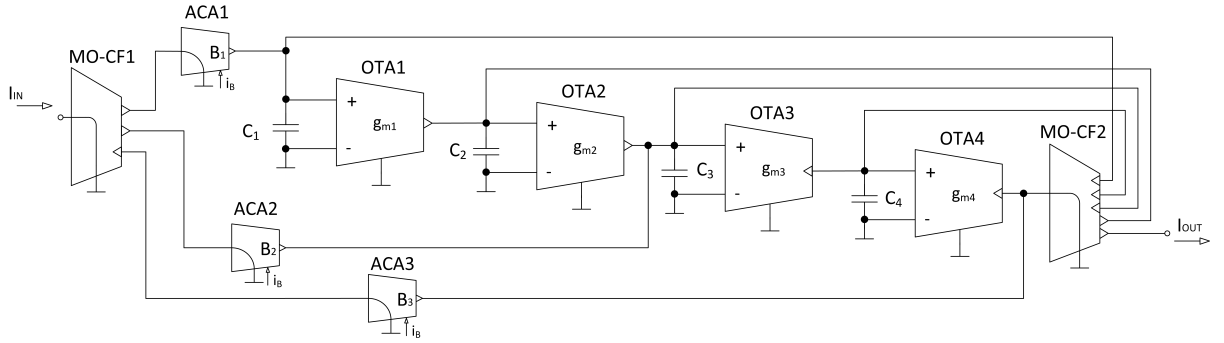 ACA1
MO-CF1
B1
iB
IIN
OTA1
+
gm1
-
C1
OTA2
+
gm2
-
C2
OTA3
+
gm3
-
C3
OTA4
+
gm4
-
C4
MO-CF2
IOUT
ACA2
B2
iB
ACA3
B3
iB